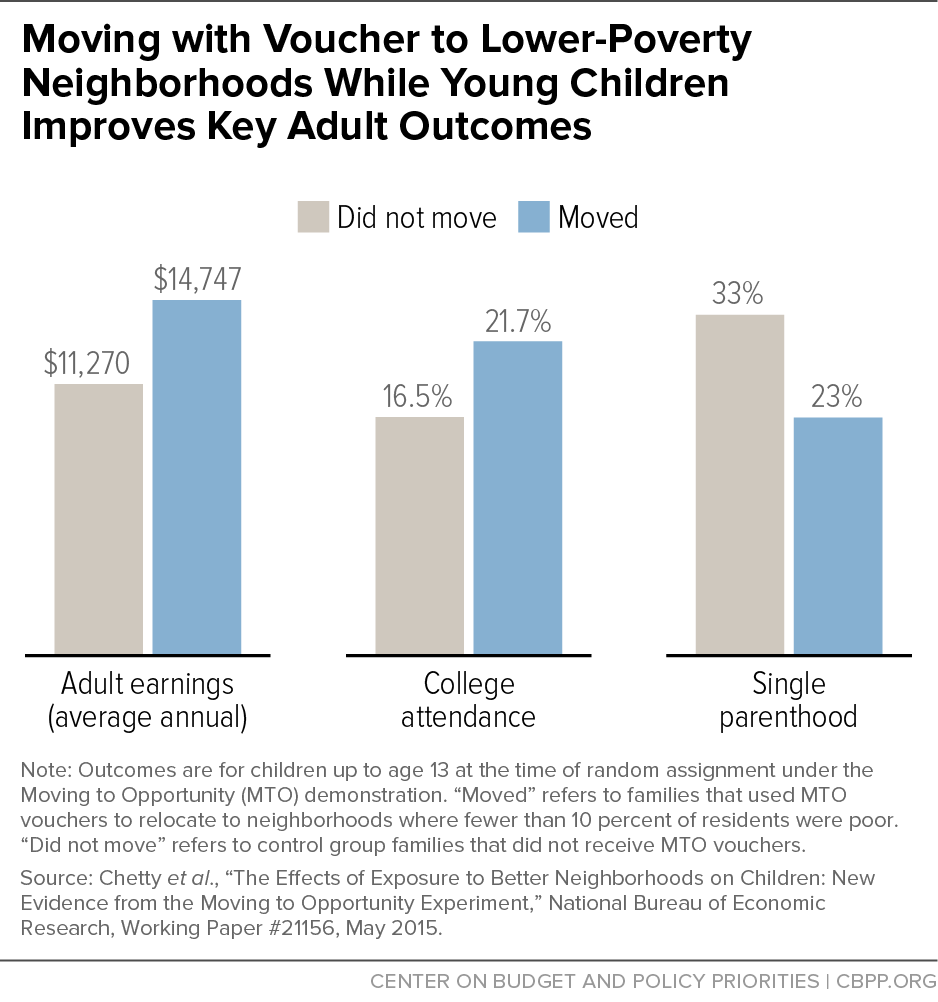 Moving with Voucher to Lower-Poverty
Neighborhoods While Young Children
Improves Key Adult Outcomes
Did not move
Moved
$11,270
$14,747
16.5%
21.7%
33%
23%
Adult earnings
(average annual)
College
attendance
Single
parenthood
Note: Outcomes are for children up to age 13 at the time of random assignment under the
Moving to Opportunity (MTO) demonstration. “Moved” refers to families that used MTO
vouchers to relocate to neighborhoods where fewer than 10 percent of residents were poor.
“Did not move” refers to control group families that did not receive MTO vouchers.
Source: Chetty et al., “The Effects of Exposure to Better Neighborhoods on Children: New
Evidence from the Moving to Opportunity Experiment,” National Bureau of Economic
Research, Working Paper #21156, May 2015.
CENTER ON BUDGET AND POLICY PRIORITIES | CBPP.ORG